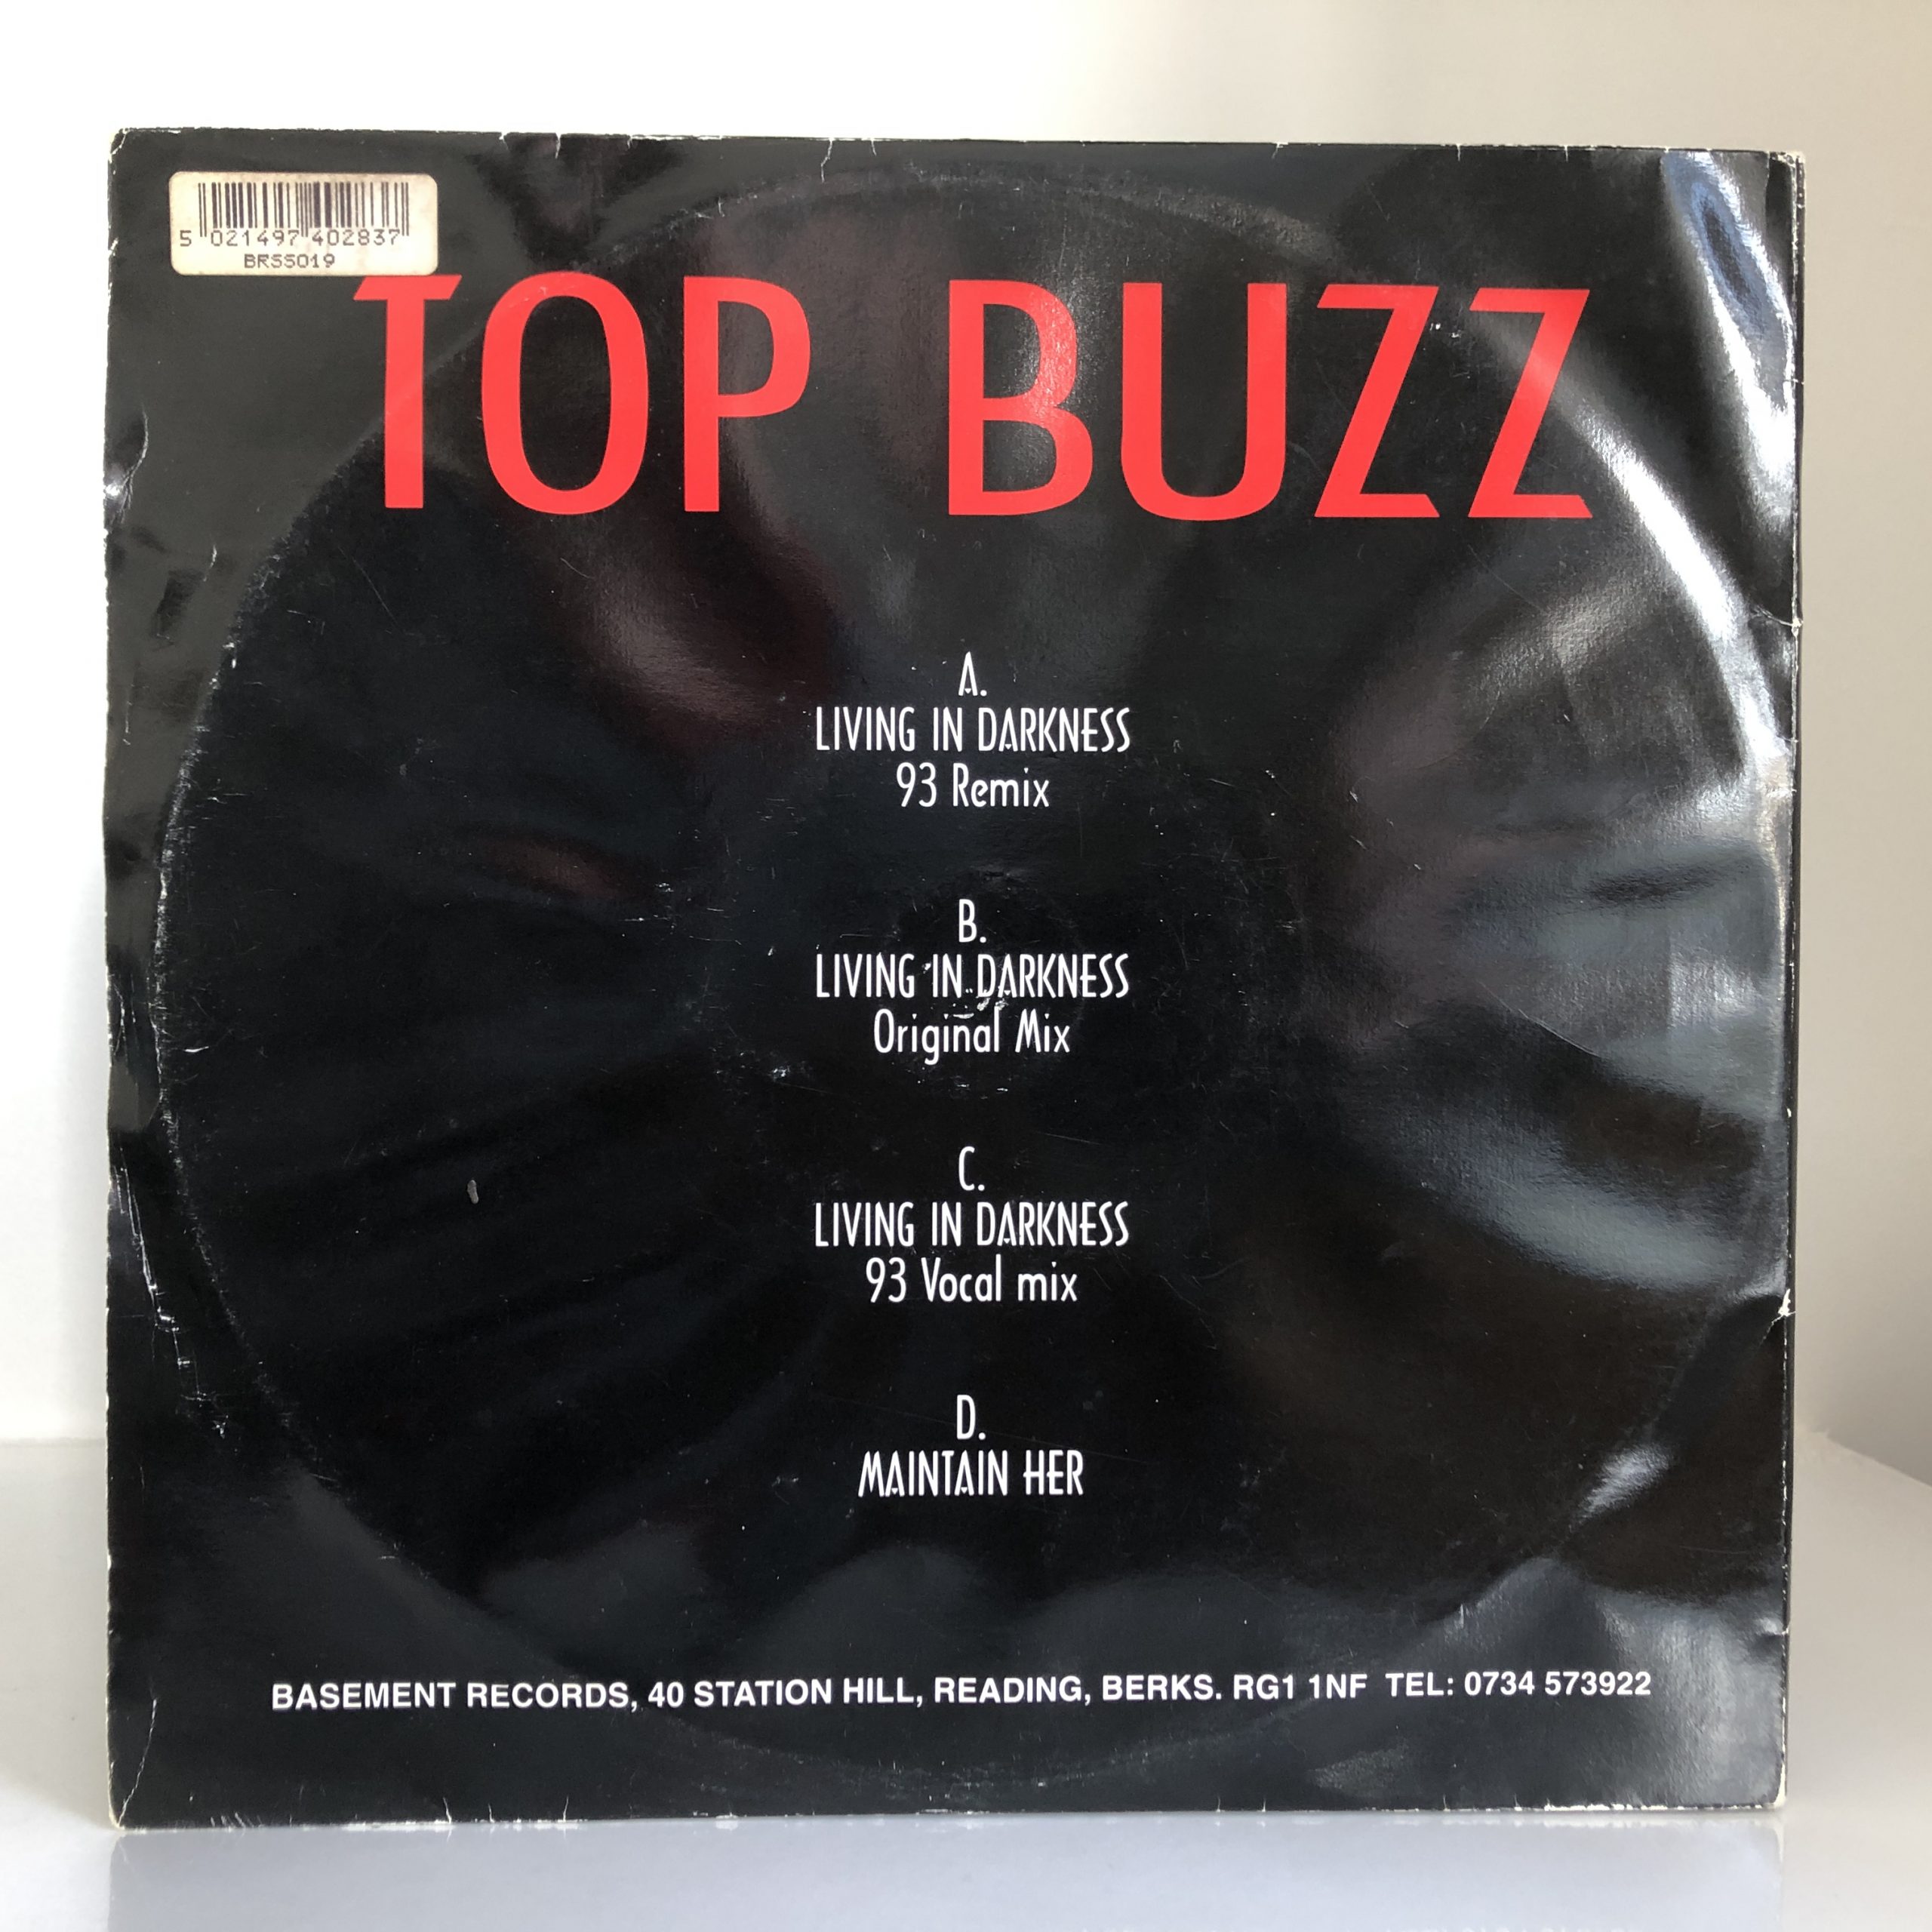 5 021497 402837
BRSS019
TOP BUZZ
A.
LIVING IN DARKNESS
93 Remix
B.
LIVING IN DARKNESS
Original Mix
C.
LIVING IN DARKNESS
93 Vocal mix
D.
MAINTAIN HER
BASEMENT RECORDS, 40 STATION HILL, READING, BERKS. RG1 1NF TEL: 0734 573922